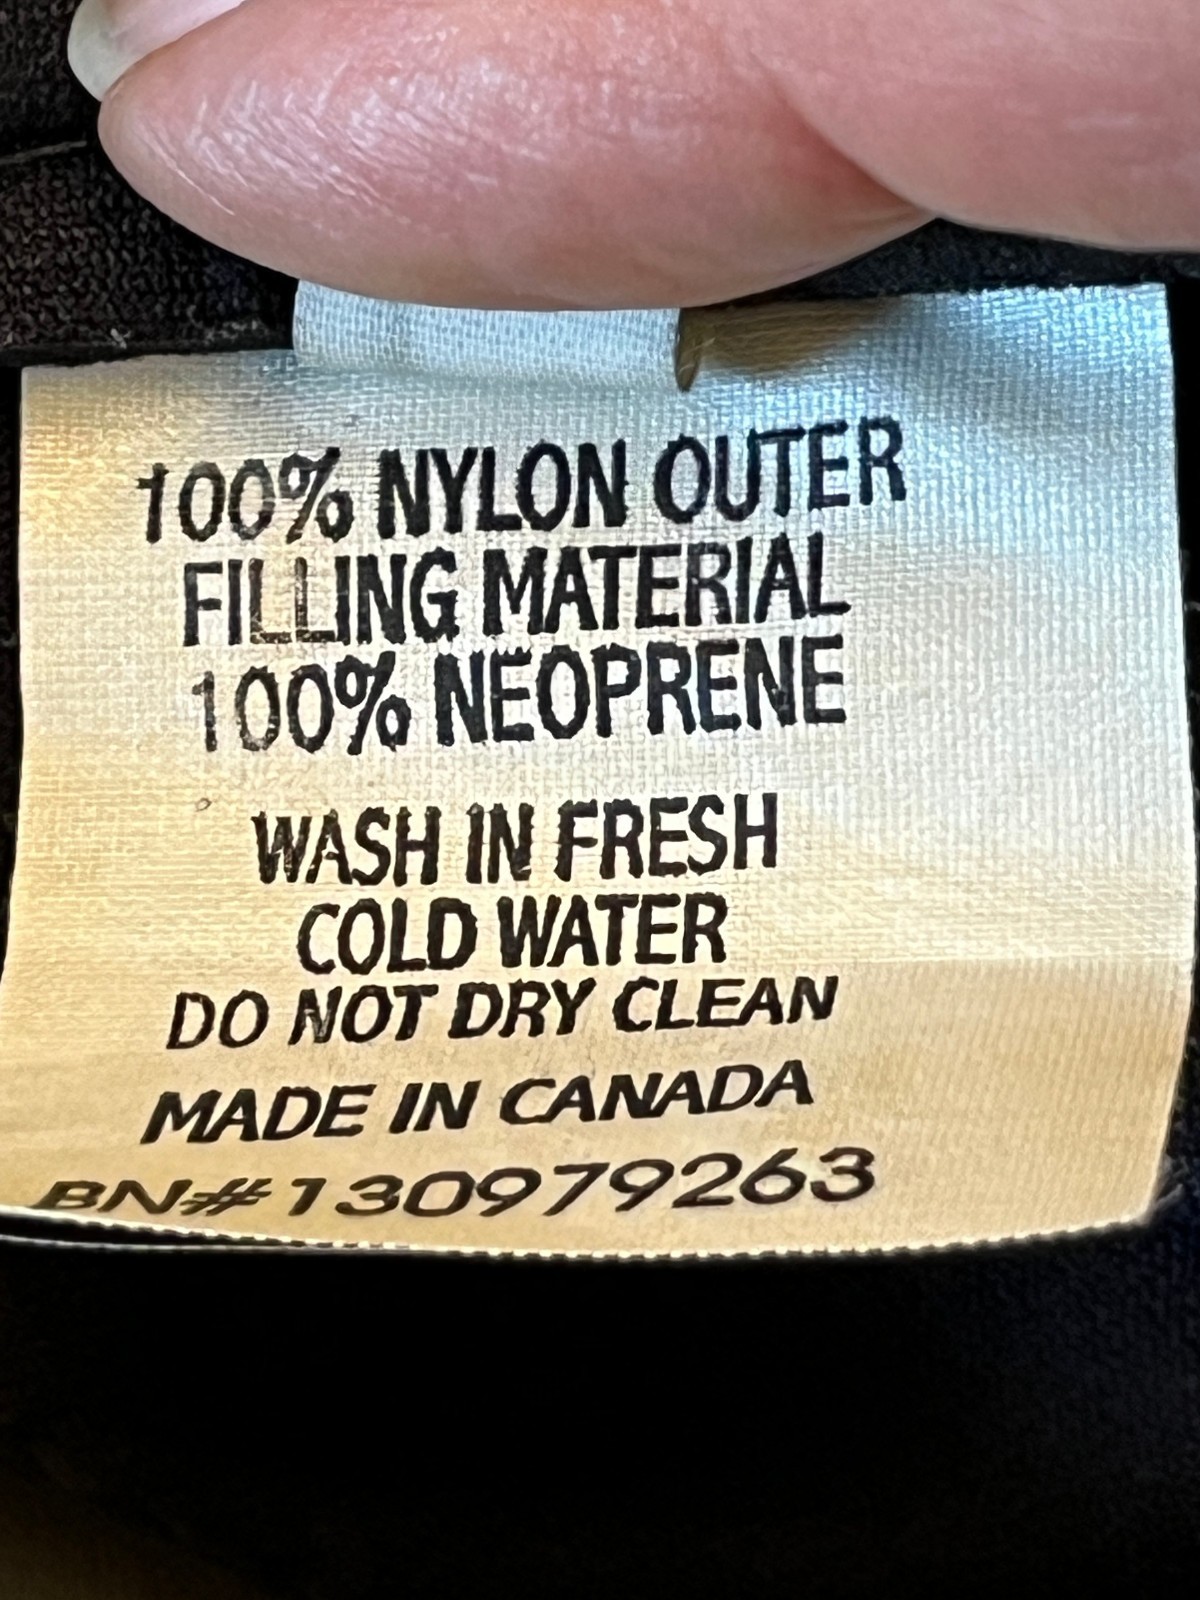 100% NYLON OUTER
FILLING MATERIAL
100% NEOPRENE
WASH IN FRESH
COLD WATER
DO NOT DRY CLEAN
MADE IN CANADA
BN#130979263